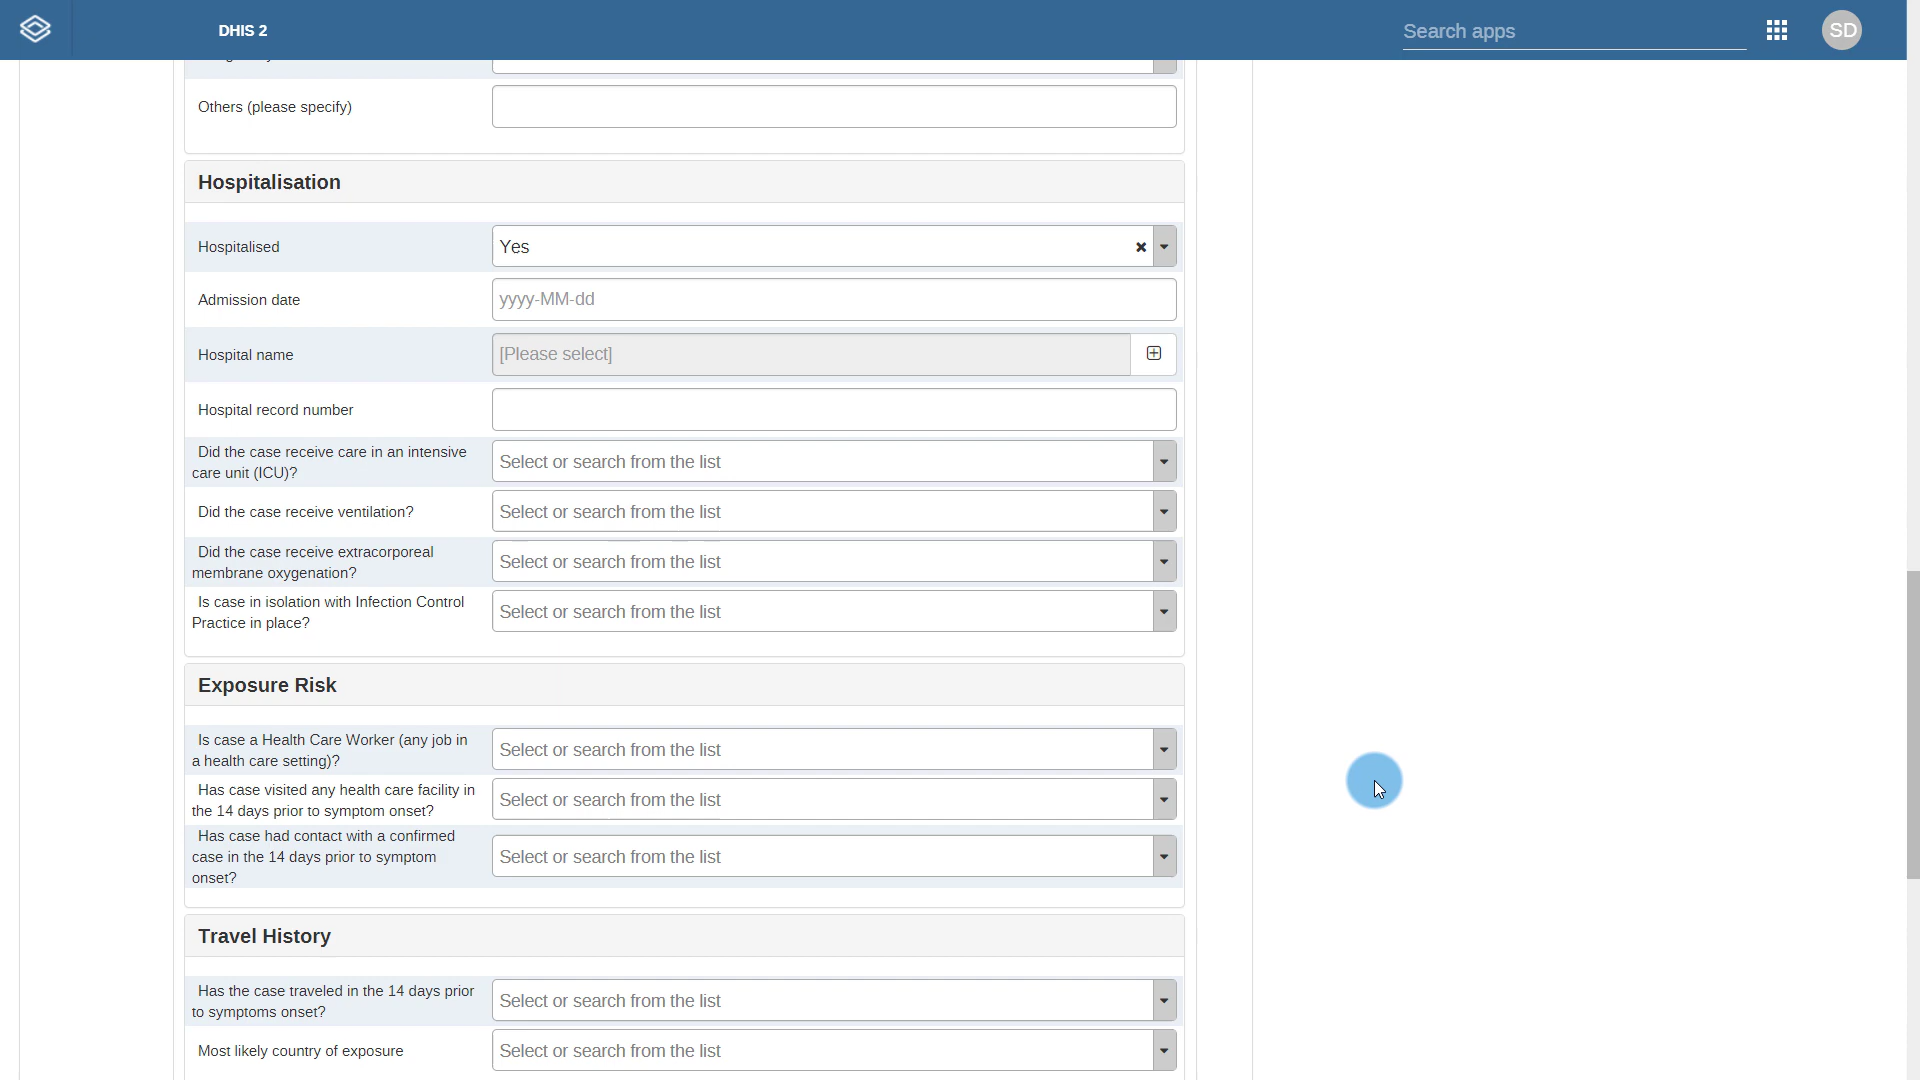 DHIS 2
Search apps
SD
Others (please specify)
Hospitalisation
Hospitalised
Yes
Admission date
yyyy-MM-dd
Hospital name
[Please select]
Hospital record number
Did the case receive care in an intensive
care unit (ICU)?
Select or search from the list
Did the case receive ventilation?
Select or search from the list
Did the case receive extracorporeal
membrane oxygenation?
Select or search from the list
Is case in isolation with Infection Control
Practice in place?
Select or search from the list
Exposure Risk
Is case a Health Care Worker (any job in
a health care setting)?
Select or search from the list
Has case visited any health care facility in
the 14 days prior to symptom onset?
Select or search from the list
Has case had contact with a confirmed
case in the 14 days prior to symptom
onset?
Select or search from the list
Travel History
Has the case traveled in the 14 days prior
to symptoms onset?
Select or search from the list
Most likely country of exposure
Select or search from the list